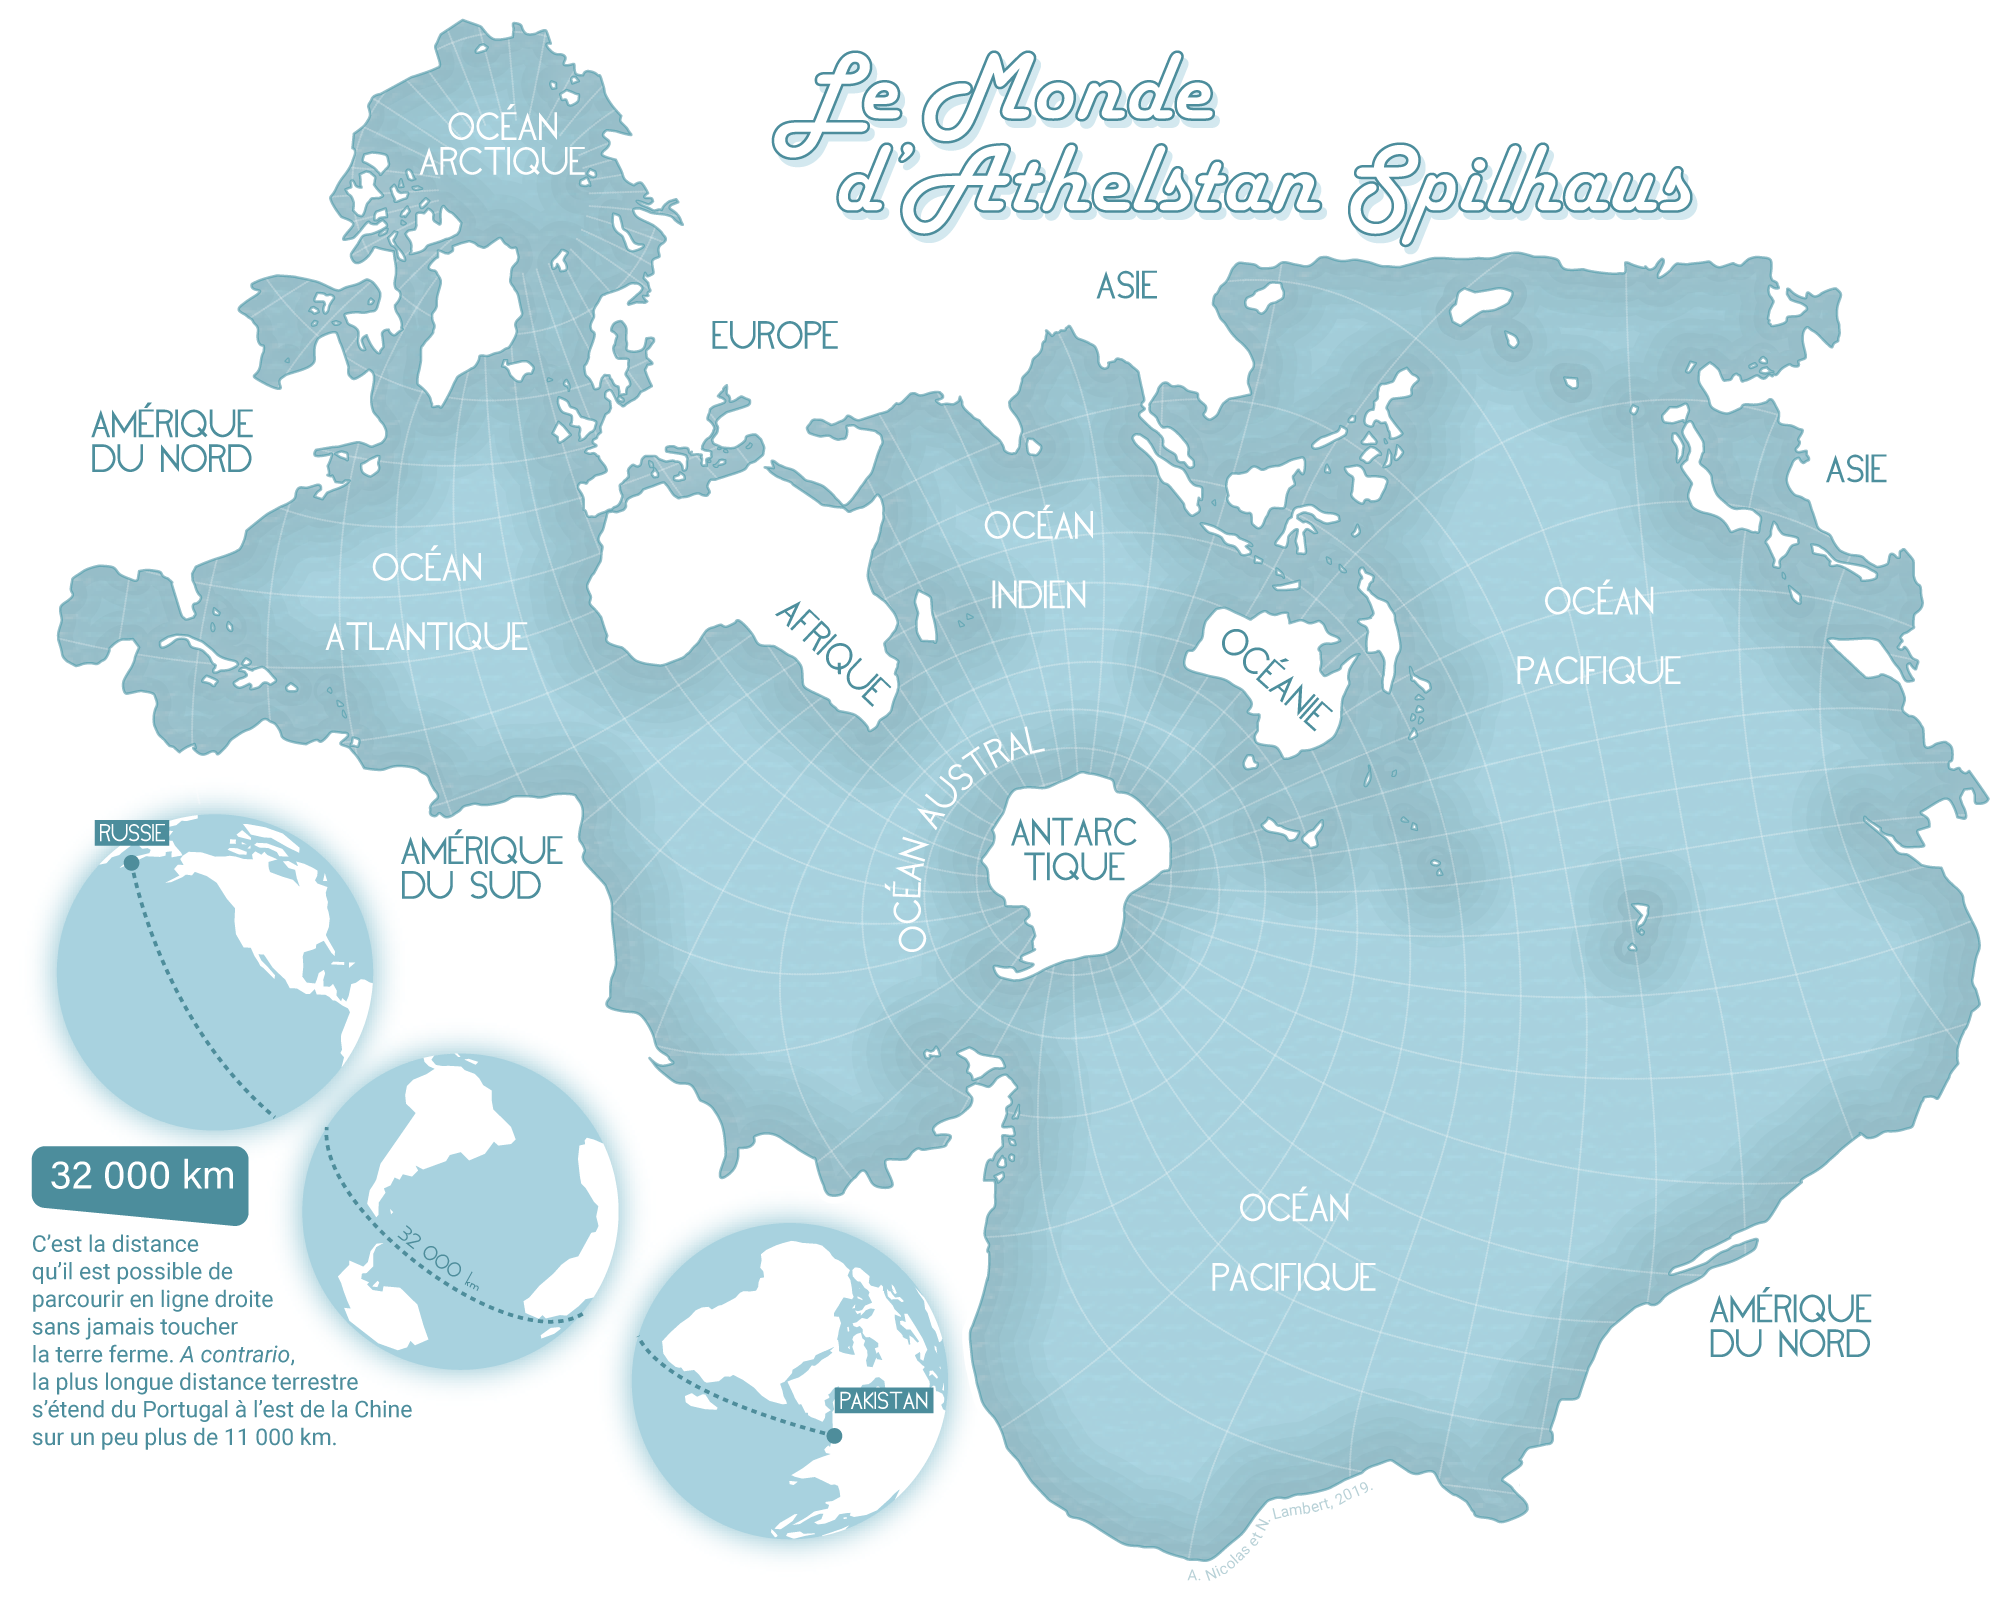 Le Monde
d'Athelstan Spilhaus
OCÉAN
ARCTIQUE
ASIE
EUROPE
AMÉRIQUE
DU NORD
ASIE
OCÉAN
ATLANTIQUE
OCÉAN
INDIEN
AFRIQUE
OCÉANIE
OCÉAN
PACIFIQUE
OCÉAN AUSTRAL
ANTARC
TIQUE
AMÉRIQUE
DU SUD
RUSSIE
32 000 km
PAKISTAN
OCÉAN
PACIFIQUE
AMÉRIQUE
DU NORD
32 000 km
C'est la distance
qu'il est possible de
parcourir en ligne droite
sans jamais toucher
la terre ferme. A contrario,
la plus longue distance terrestre
s'étend du Portugal à l'est de la Chine
sur un peu plus de 11 000 km.
A. Nicolas et N. Lambert, 2019.